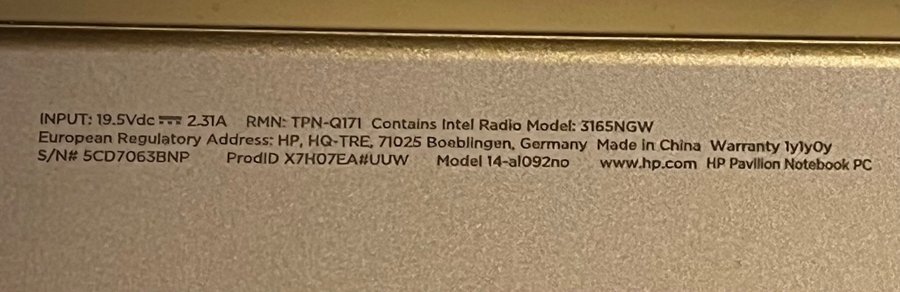 INPUT: 19.5Vdc ⎓ 2.31A RMN: TPN-Q171 Contains Intel Radio Model: 3165NGW
European Regulatory Address: HP, HQ-TRE, 71025 Boeblingen, Germany Made in China Warranty 1y1y0y
S/N# 5CD7063BNP ProdID X7H07EA#UUW Model 14-al092no www.hp.com HP Pavilion Notebook PC